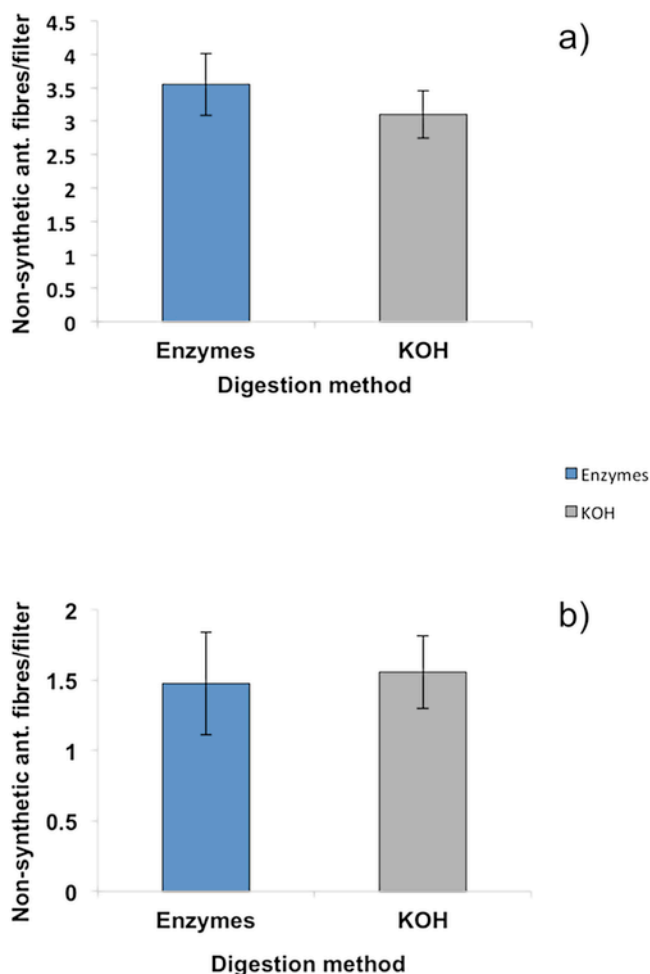 a)
Non-synthetic ant. fibres/filter
4.5
4
3.5
3
2.5
2
1.5
1
0.5
0
Enzymes KOH
Digestion method
Enzymes
KOH
b)
Non-synthetic ant. fibres/filter
2
1.5
1
0.5
0
Enzymes KOH
Digestion method